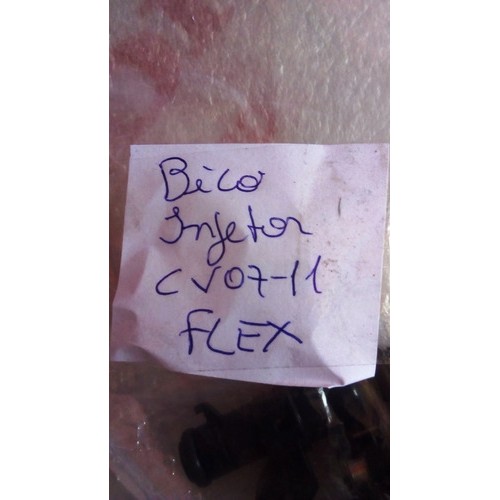 Bico
Injetor
CV07-11
FLEX